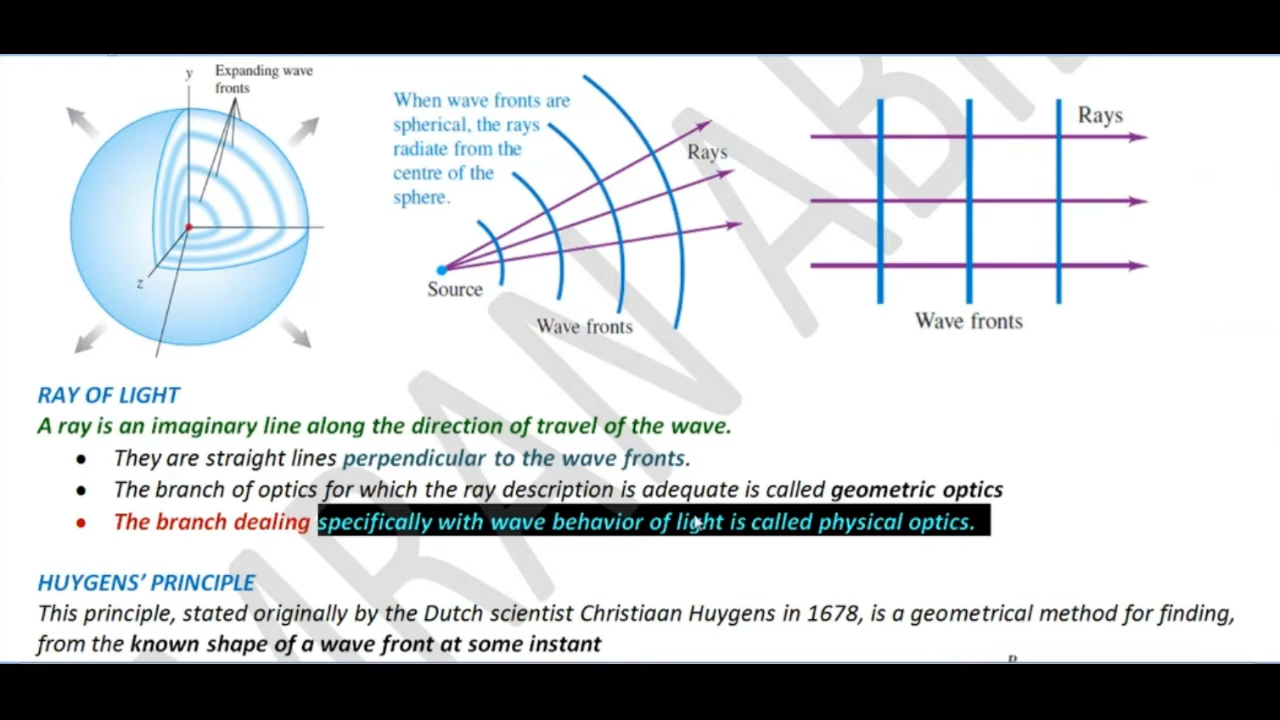 y
Expanding wave
fronts
z
When wave fronts are
spherical, the rays
radiate from the
centre of the
sphere.
Rays
Source
Wave fronts
Rays
Wave fronts
RAY OF LIGHT
A ray is an imaginary line along the direction of travel of the wave.
• They are straight lines perpendicular to the wave fronts.
• The branch of optics for which the ray description is adequate is called geometric optics
• The branch dealing specifically with wave behavior of light is called physical optics.
HUYGENS’ PRINCIPLE
This principle, stated originally by the Dutch scientist Christiaan Huygens in 1678, is a geometrical method for finding,
from the known shape of a wave front at some instant